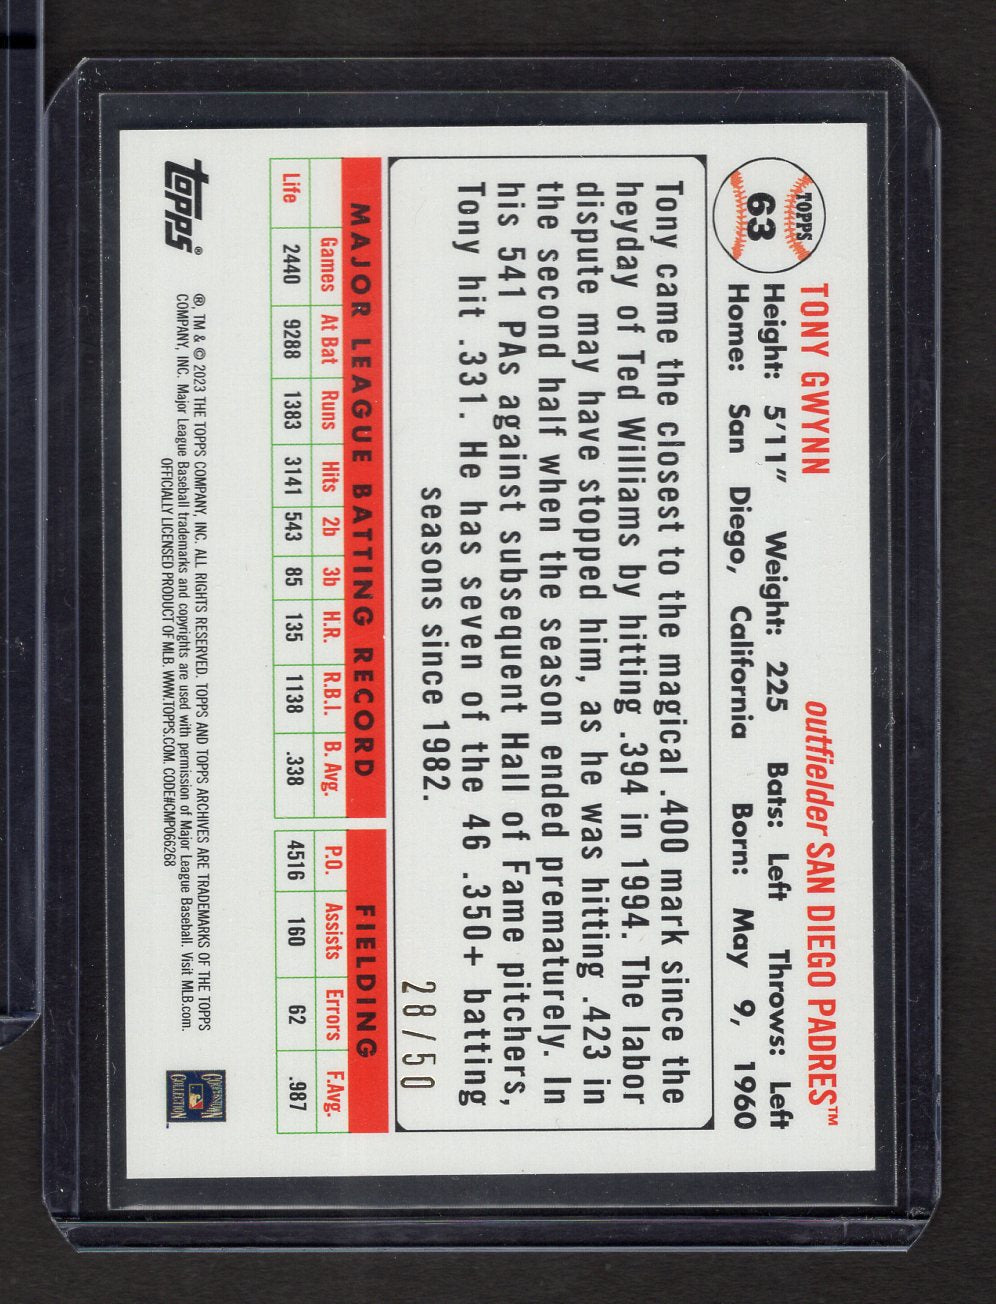 TOPPS
63
TONY GWYNN
outfielder SAN DIEGO PADRES™
Height: 5'11" Weight: 225 Bats: Left Throws: Left
Home: San Diego, California Born: May 9, 1960
Tony came the closest to the magical .400 mark since the
heyday of Ted Williams by hitting .394 in 1994. The labor
dispute may have stopped him, as he was hitting .423 in
the second half when the season ended prematurely. In
his 541 PAs against subsequent Hall of Fame pitchers,
Tony hit .331. He has seven of the 46 .350+ batting
seasons since 1982.
28/50
MAJOR LEAGUE BATTING RECORD
FIELDING
Games At Bat Runs Hits 2b 3b H.R. R.B.I. B. Avg. P.O. Assists Errors F.Avg.
Life 2440 9288 1383 3141 543 85 135 1138 .338 4516 160 62 .987
topps®
®, TM & © 2023 THE TOPPS COMPANY, INC. ALL RIGHTS RESERVED. TOPPS AND TOPPS ARCHIVES ARE TRADEMARKS OF THE TOPPS
COMPANY, INC. Major League Baseball trademarks and copyrights are used with permission of Major League Baseball. Visit MLB.com.
OFFICIALLY LICENSED PRODUCT OF MLB. WWW.TOPPS.COM. CODE#CMP066268
COOPERSTOWN
COLLECTION™